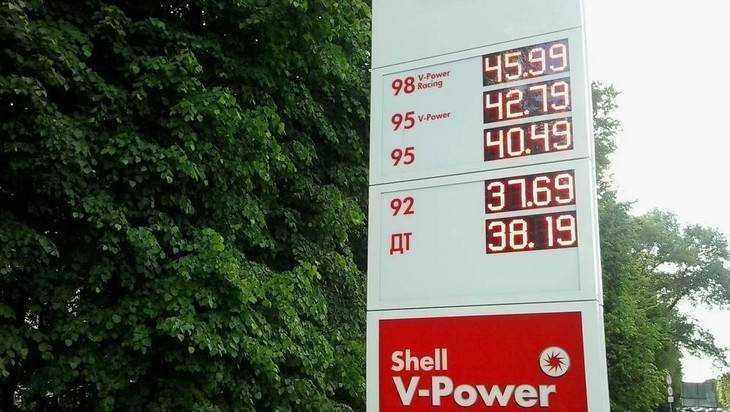 98 V-Power Racing 45.99
95 V-Power 42.79
95 40.49
92 37.69
ДТ 38.19
Shell
V-Power